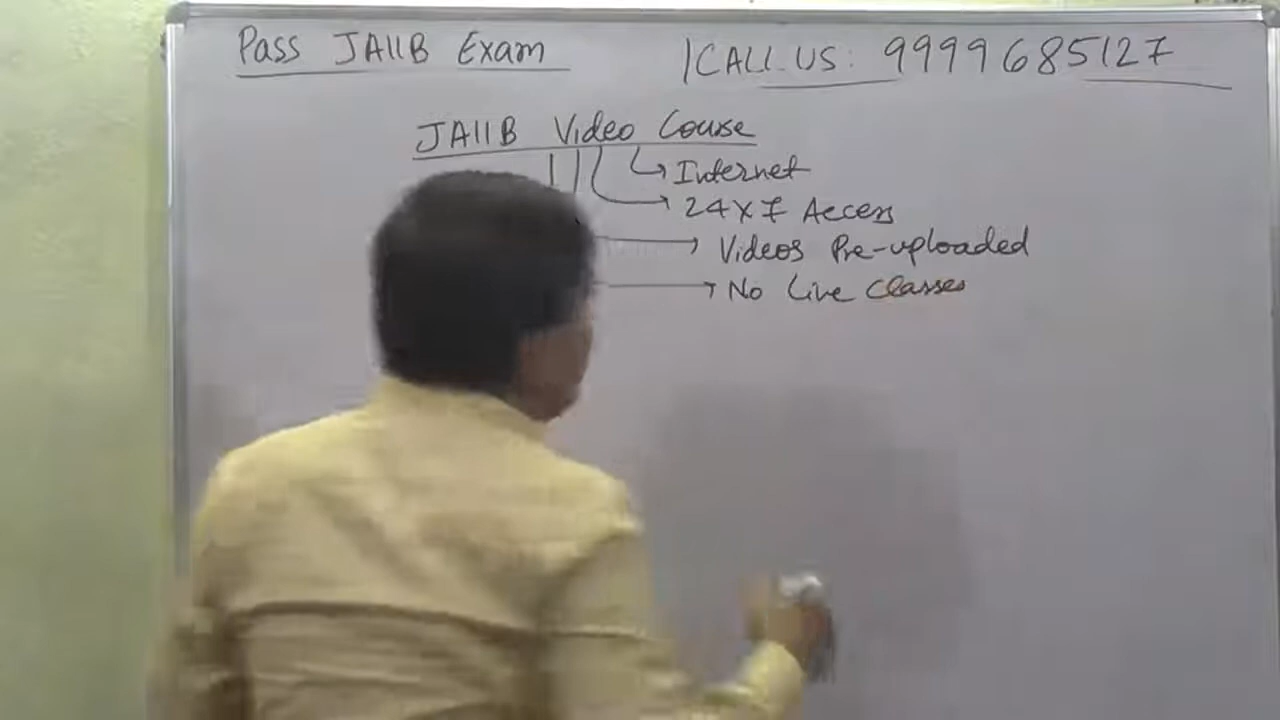 Pass JAIIB Exam
CALL US: 9999685127
JAIIB Video Course
Internet
24x7 Access
Videos Pre-uploaded
No Live Classes